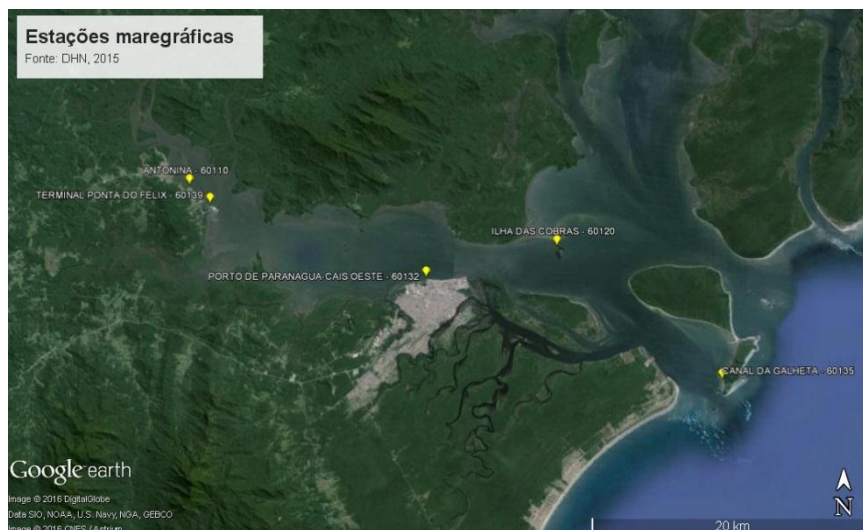 Estações maregráficas
Fonte: DHN, 2015
ANTONINA - 60110
TERMINAL PONTA DO FELIX - 60139
ILHA DAS COBRAS - 60120
PORTO DE PARANAGUA-CAIS OESTE - 60132
CANAL DA GALHETA - 60135
Google earth
Image © 2016 DigitalGlobe
Data SIO, NOAA, U.S. Navy, NGA, GEBCO
Image © 2016 CNES / Astrium
N
20 km